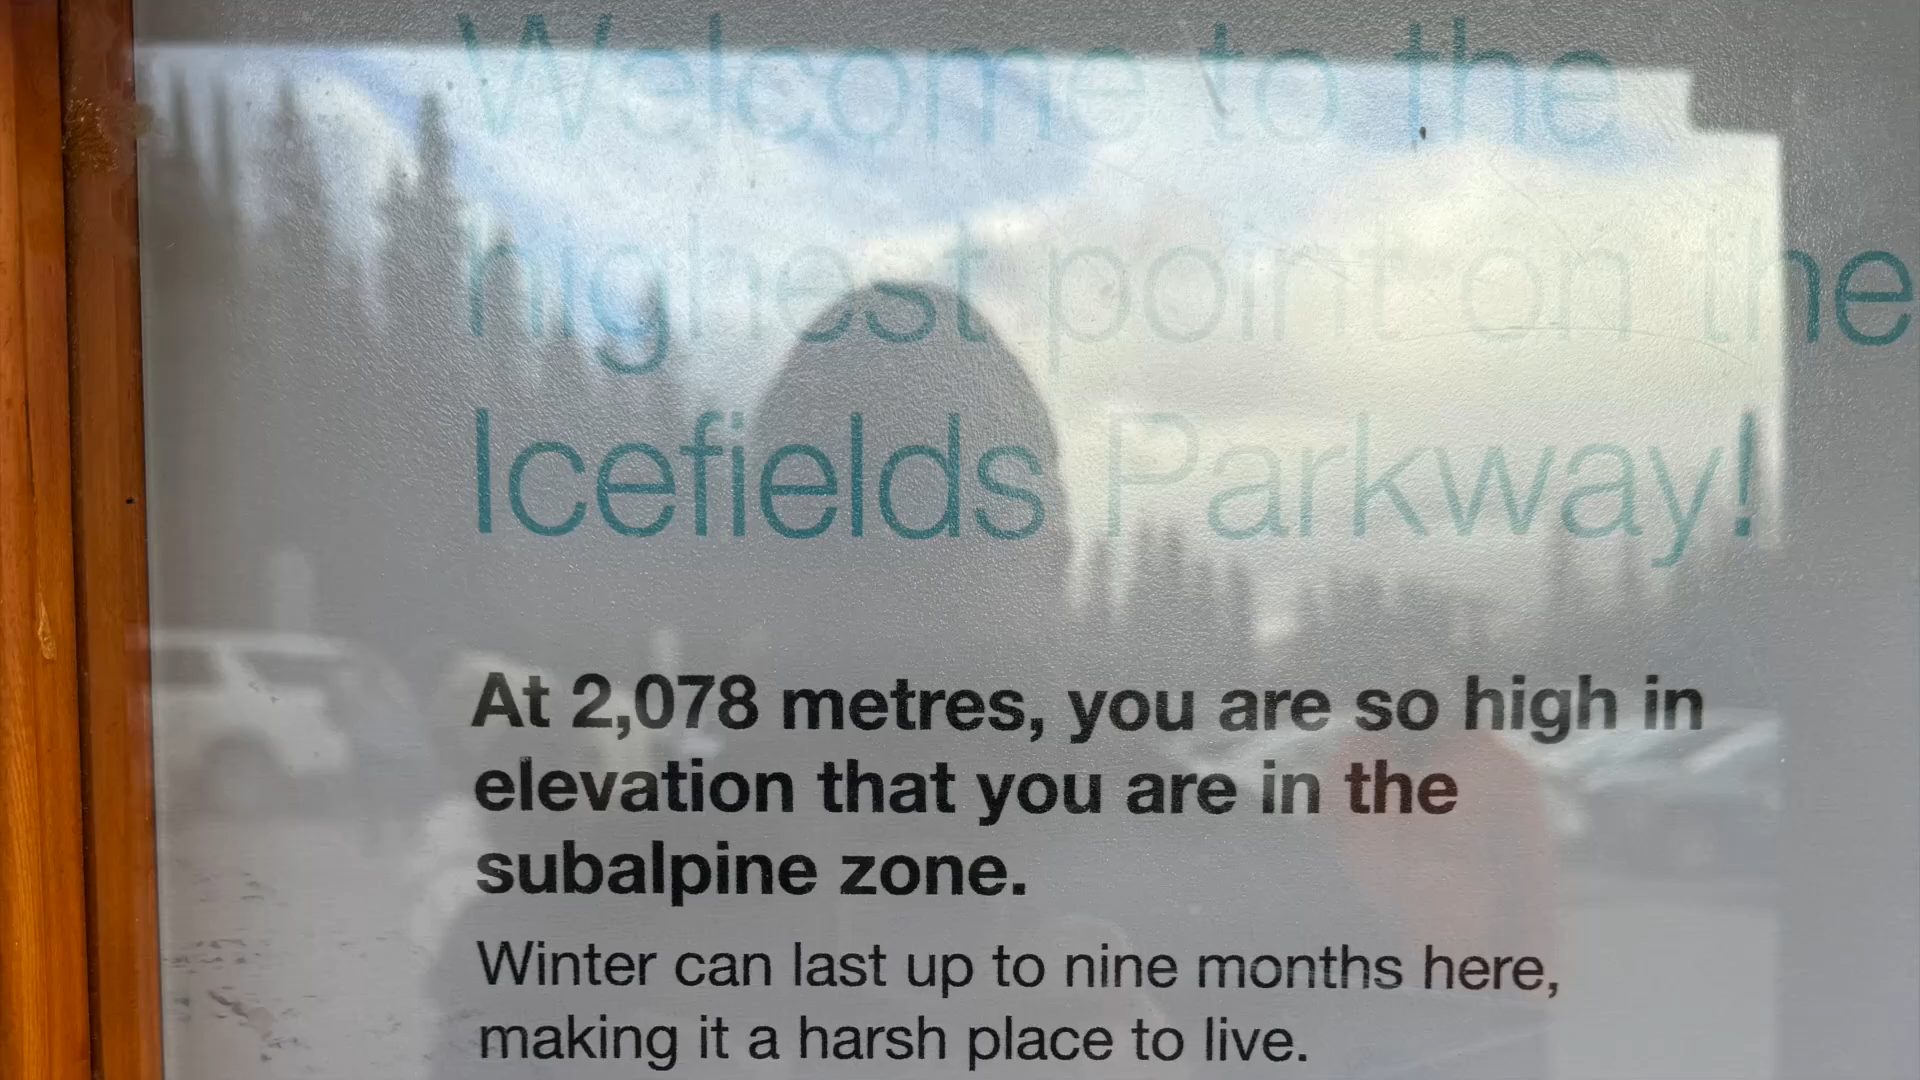 Welcome to the
highest point on the
Icefields Parkway!
At 2,078 metres, you are so high in
elevation that you are in the
subalpine zone.
Winter can last up to nine months here,
making it a harsh place to live.